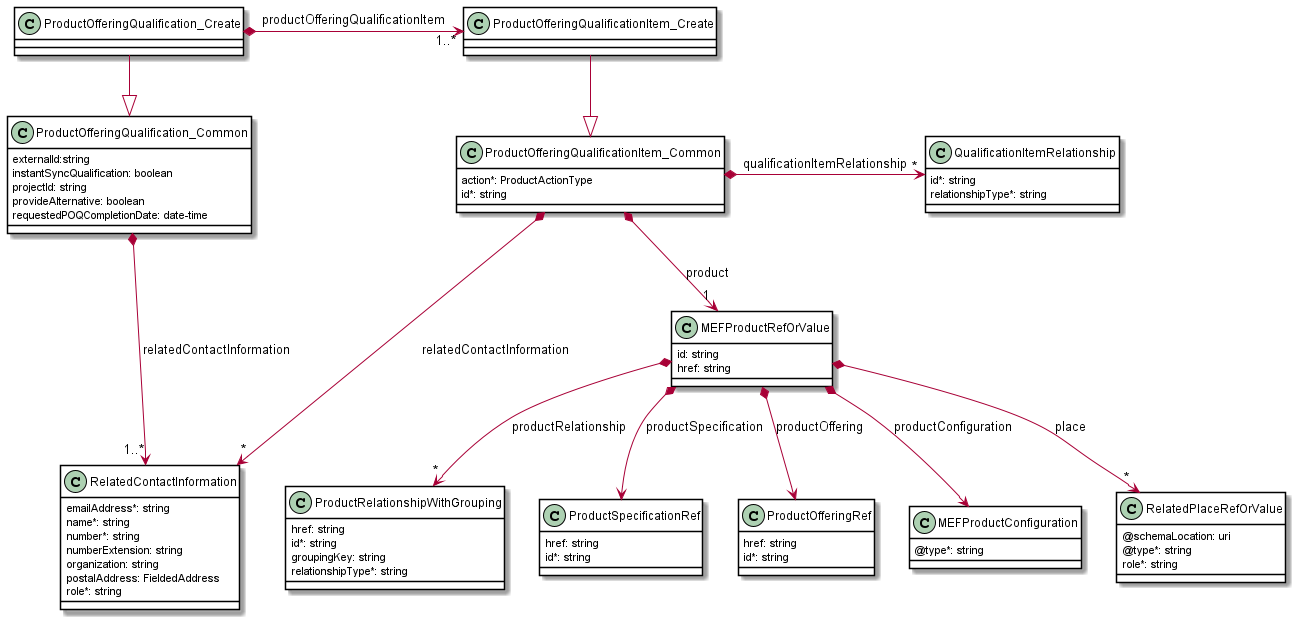 C ProductOfferingQualification_Create
productOfferingQualificationItem
1..*
C ProductOfferingQualificationItem_Create
C ProductOfferingQualification_Common
externalId:string
instantSyncQualification: boolean
projectId: string
provideAlternative: boolean
requestedPOQCompletionDate: date-time
C ProductOfferingQualificationItem_Common
action*: ProductActionType
id*: string
qualificationItemRelationship
*
C QualificationItemRelationship
id*: string
relationshipType*: string
product
1
C MEFProductRefOrValue
id: string
href: string
relatedContactInformation
1..*
relatedContactInformation
*
productRelationship
*
productSpecification
productOffering
productConfiguration
place
*
C RelatedContactInformation
emailAddress*: string
name*: string
number*: string
numberExtension: string
organization: string
postalAddress: FieldedAddress
role*: string
C ProductRelationshipWithGrouping
href: string
id*: string
groupingKey: string
relationshipType*: string
C ProductSpecificationRef
href: string
id*: string
C ProductOfferingRef
href: string
id*: string
C MEFProductConfiguration
@type*: string
C RelatedPlaceRefOrValue
@schemaLocation: uri
@type*: string
role*: string